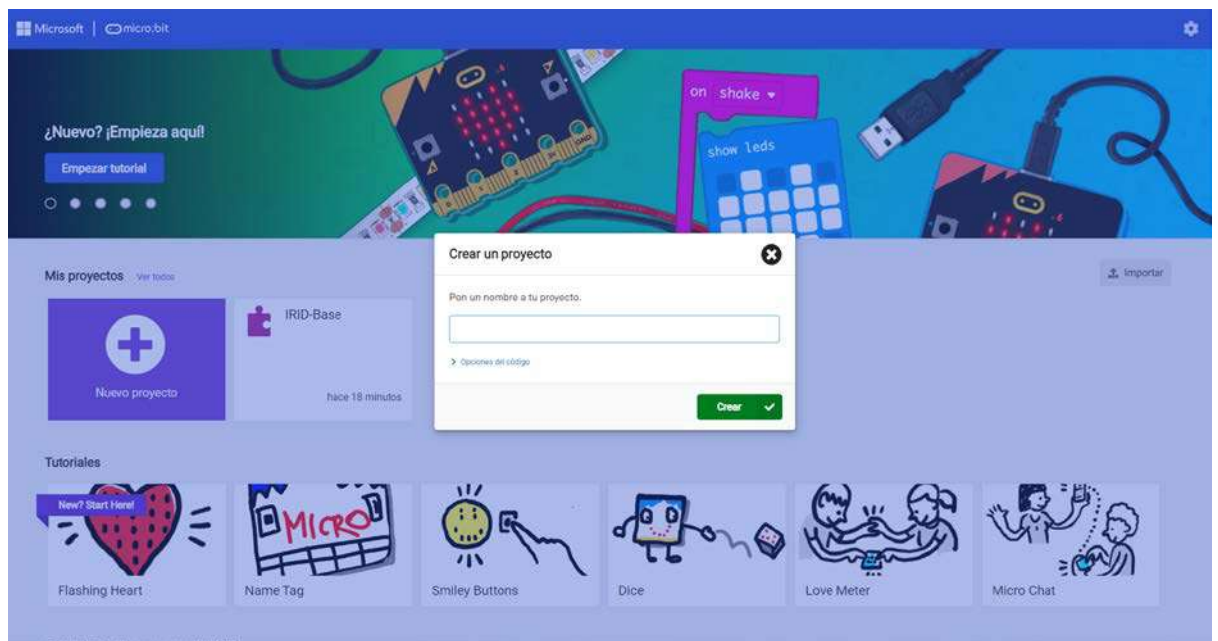 Microsoft | micro:bit
¿Nuevo? ¡Empieza aquí!
Empezar tutorial
on shake
show leds
Crear un proyecto
Pon un nombre a tu proyecto.
Opciones del código
Crear
Mis proyectos Ver todos
Importar
Nuevo proyecto
IRID-Base
hace 18 minutos
Tutoriales
New? Start Here!
MICRO
Flashing Heart
Name Tag
Smiley Buttons
Dice
Love Meter
Micro Chat